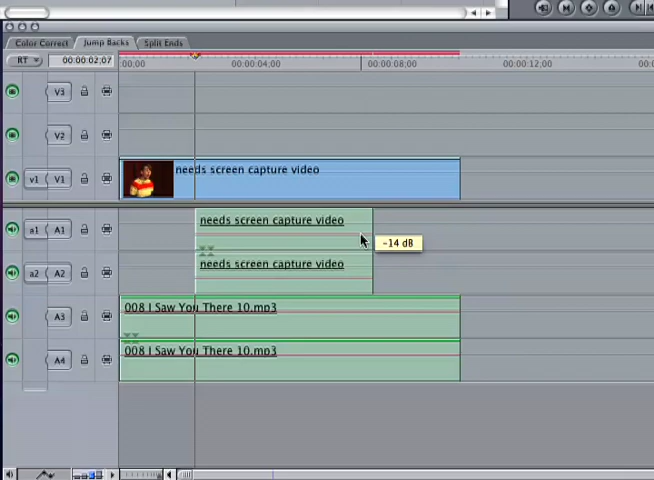 Color Correct Jump Backs Split Ends
RT 00:00:02;07 00;00 00:00:04;00 00:00:08;00 00:00:12;00
V3
V2
v1 V1 needs screen capture video
a1 A1 needs screen capture video
-14 dB
a2 A2 needs screen capture video
A3 008 I Saw You There 10.mp3
A4 008 I Saw You There 10.mp3